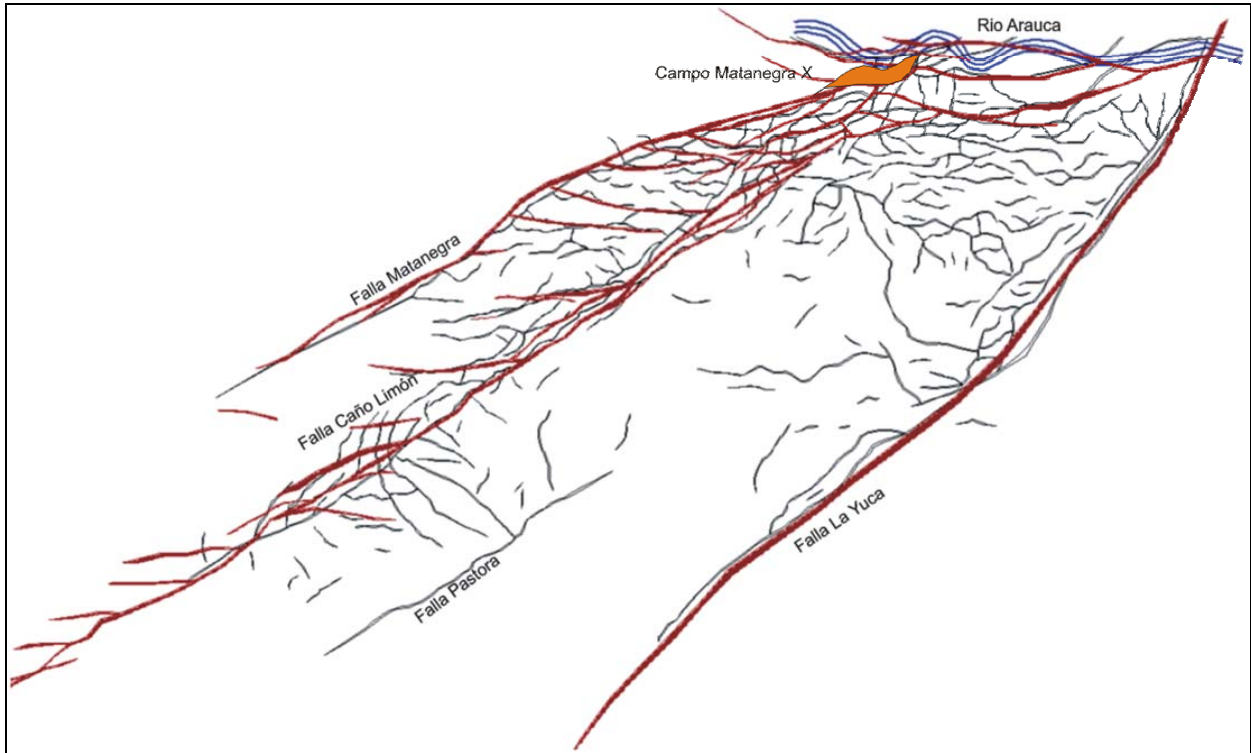 Rio Arauca
Campo Matanegra X
Falla Matanegra
Falla Caño Limón
Falla Pastora
Falla La Yuca